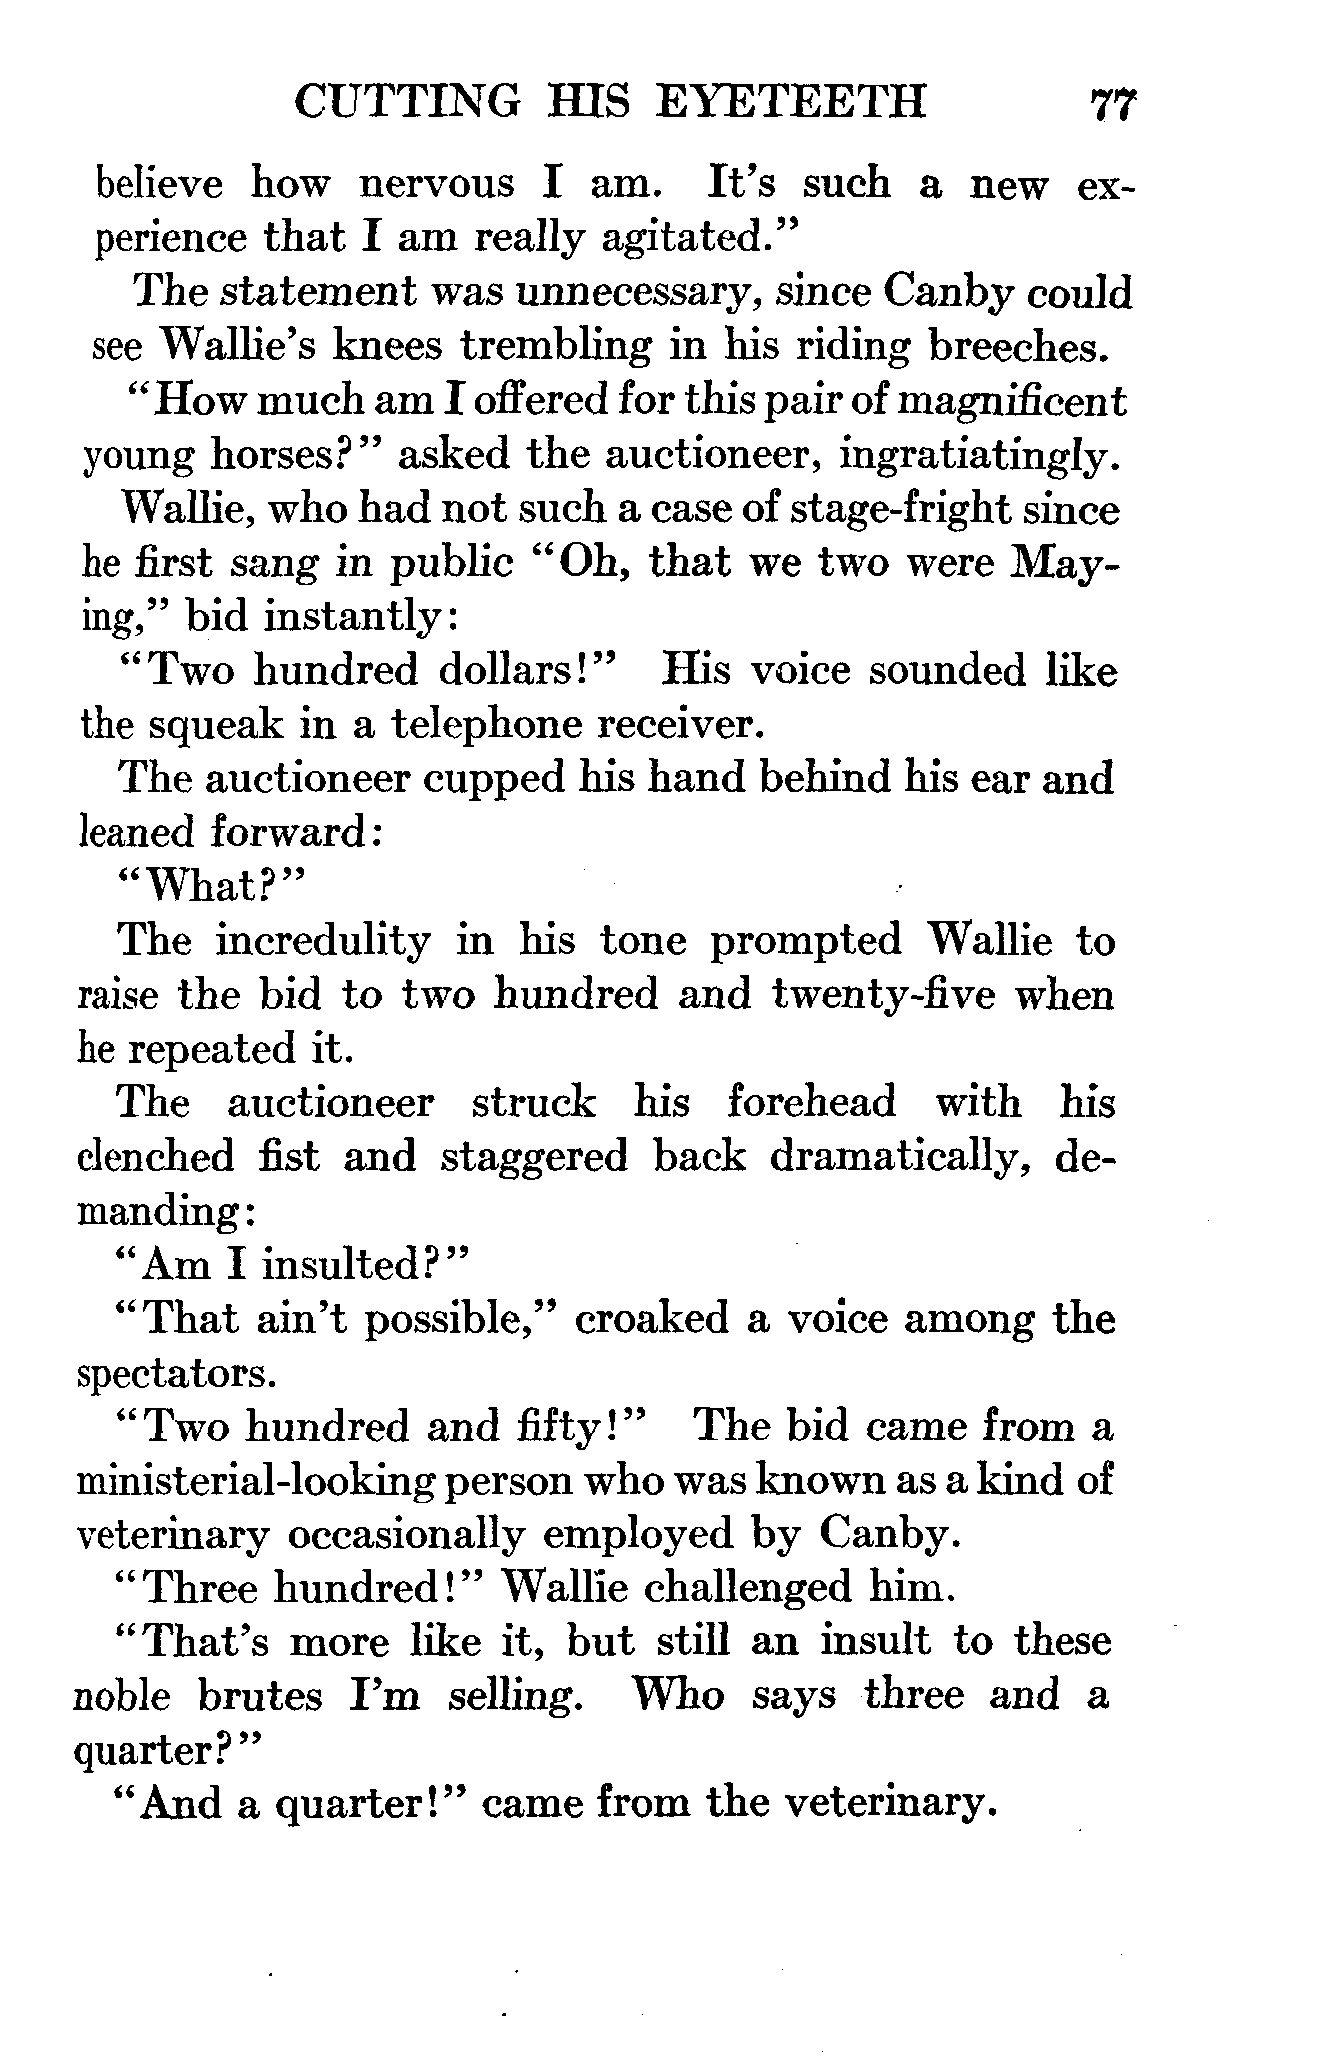 CUTTING HIS EYETEETH 77
believe how nervous I am. It's such a new ex-
perience that I am really agitated."
The statement was unnecessary, since Canby could
see Wallie's knees trembling in his riding breeches.
"How much am I offered for this pair of magnificent
young horses?" asked the auctioneer, ingratiatingly.
Wallie, who had not such a case of stage-fright since
he first sang in public "Oh, that we two were May-
ing," bid instantly:
"Two hundred dollars!" His voice sounded like
the squeak in a telephone receiver.
The auctioneer cupped his hand behind his ear and
leaned forward:
"What?"
The incredulity in his tone prompted Wallie to
raise the bid to two hundred and twenty-five when
he repeated it.
The auctioneer struck his forehead with his
clenched fist and staggered back dramatically, de-
manding:
"Am I insulted?"
"That ain't possible," croaked a voice among the
spectators.
"Two hundred and fifty!" The bid came from a
ministerial-looking person who was known as a kind of
veterinary occasionally employed by Canby.
"Three hundred!" Wallie challenged him.
"That's more like it, but still an insult to these
noble brutes I'm selling. Who says three and a
quarter?"
"And a quarter!" came from the veterinary.